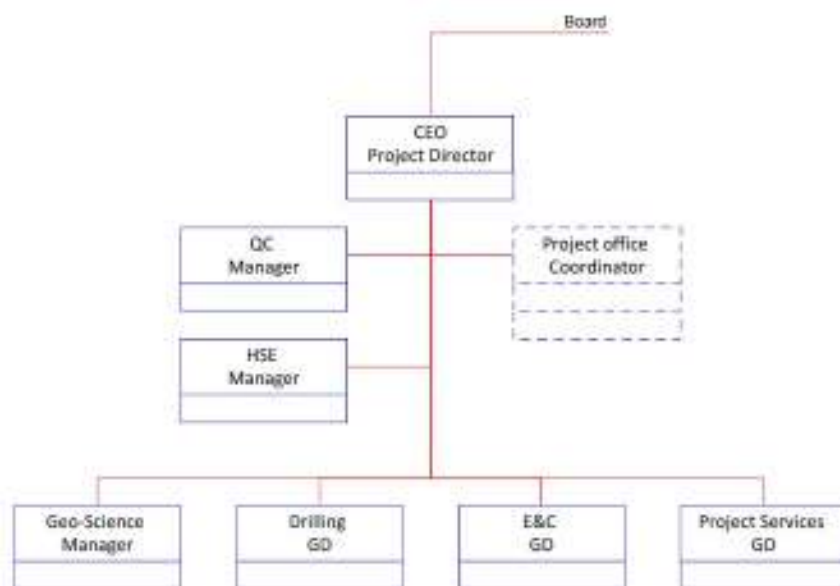 Board
CEO
Project Director
QC
Manager
Project office
Coordinator
HSE
Manager
Geo-Science
Manager
Drilling
GD
E&C
GD
Project Services
GD